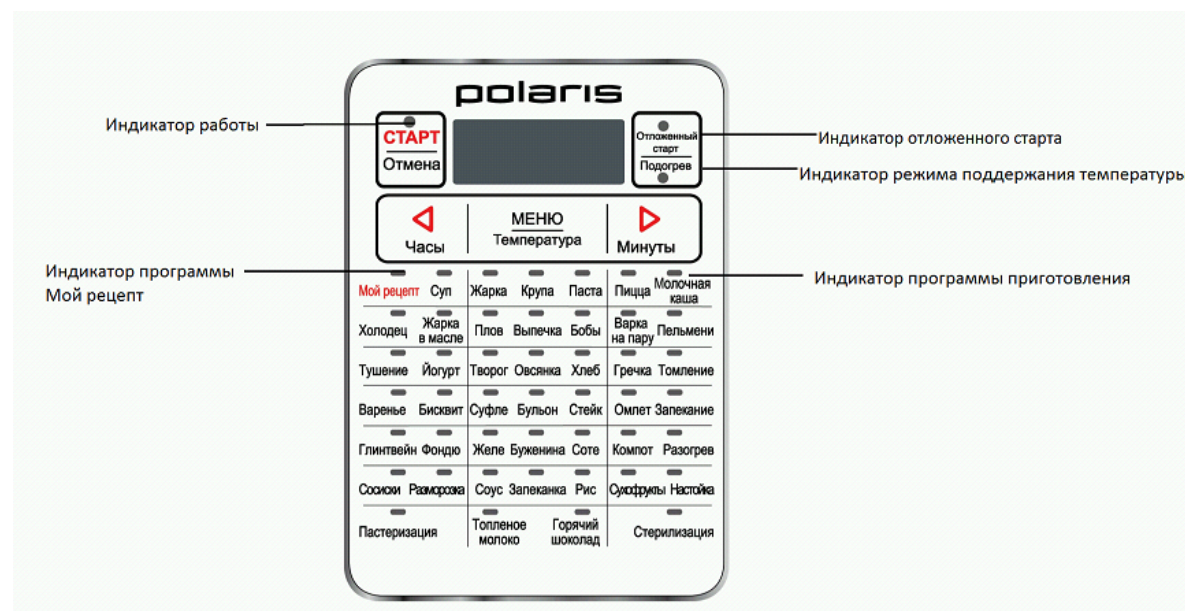 polaris
Индикатор работы
СТАРТ
Отмена
Отложенный
старт
Подогрев
Индикатор отложенного старта
Индикатор режима поддержания температуры
Часы
МЕНЮ
Температура
Минуты
Индикатор программы
Мой рецепт
Индикатор программы приготовления
Мой рецепт Суп Жарка Крупа Паста Пицца Молочная
каша
Холодец Жарка
в масле Плов Выпечка Бобы Варка
на пару Пельмени
Тушение Йогурт Творог Овсянка Хлеб Гречка Томление
Варенье Бисквит Суфле Бульон Стейк Омлет Запекание
Глинтвейн Фондю Желе Буженина Соте Компот Разогрев
Сосиски Разморозка Соус Запеканка Рис Сухофрукты Настойка
Пастеризация Топленое
молоко Горячий
шоколад Стерилизация